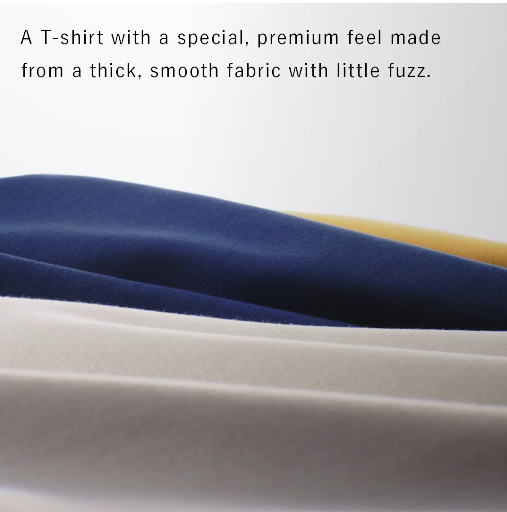 A T-shirt with a special, premium feel made
from a thick, smooth fabric with little fuzz.